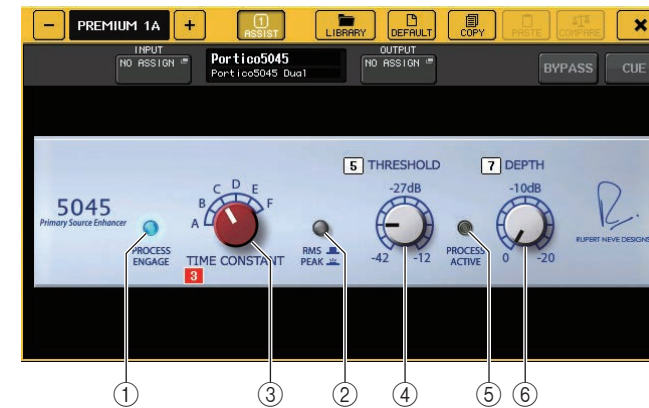 PREMIUM 1A
1
ASSIST
LIBRARY
DEFAULT
COPY
PASTE
COMPARE
INPUT
NO ASSIGN
Portico5045
Portico5045 Dual
OUTPUT
NO ASSIGN
BYPASS
CUE
5045
Primary Source Enhancer
PROCESS
ENGAGE
A
B
C
D
E
F
TIME CONSTANT
3
RMS
PEAK
5 THRESHOLD
-27dB
-42
-12
PROCESS
ACTIVE
7 DEPTH
-10dB
0
-20
RUPERT NEVE DESIGNS
① ③ ② ④ ⑤ ⑥